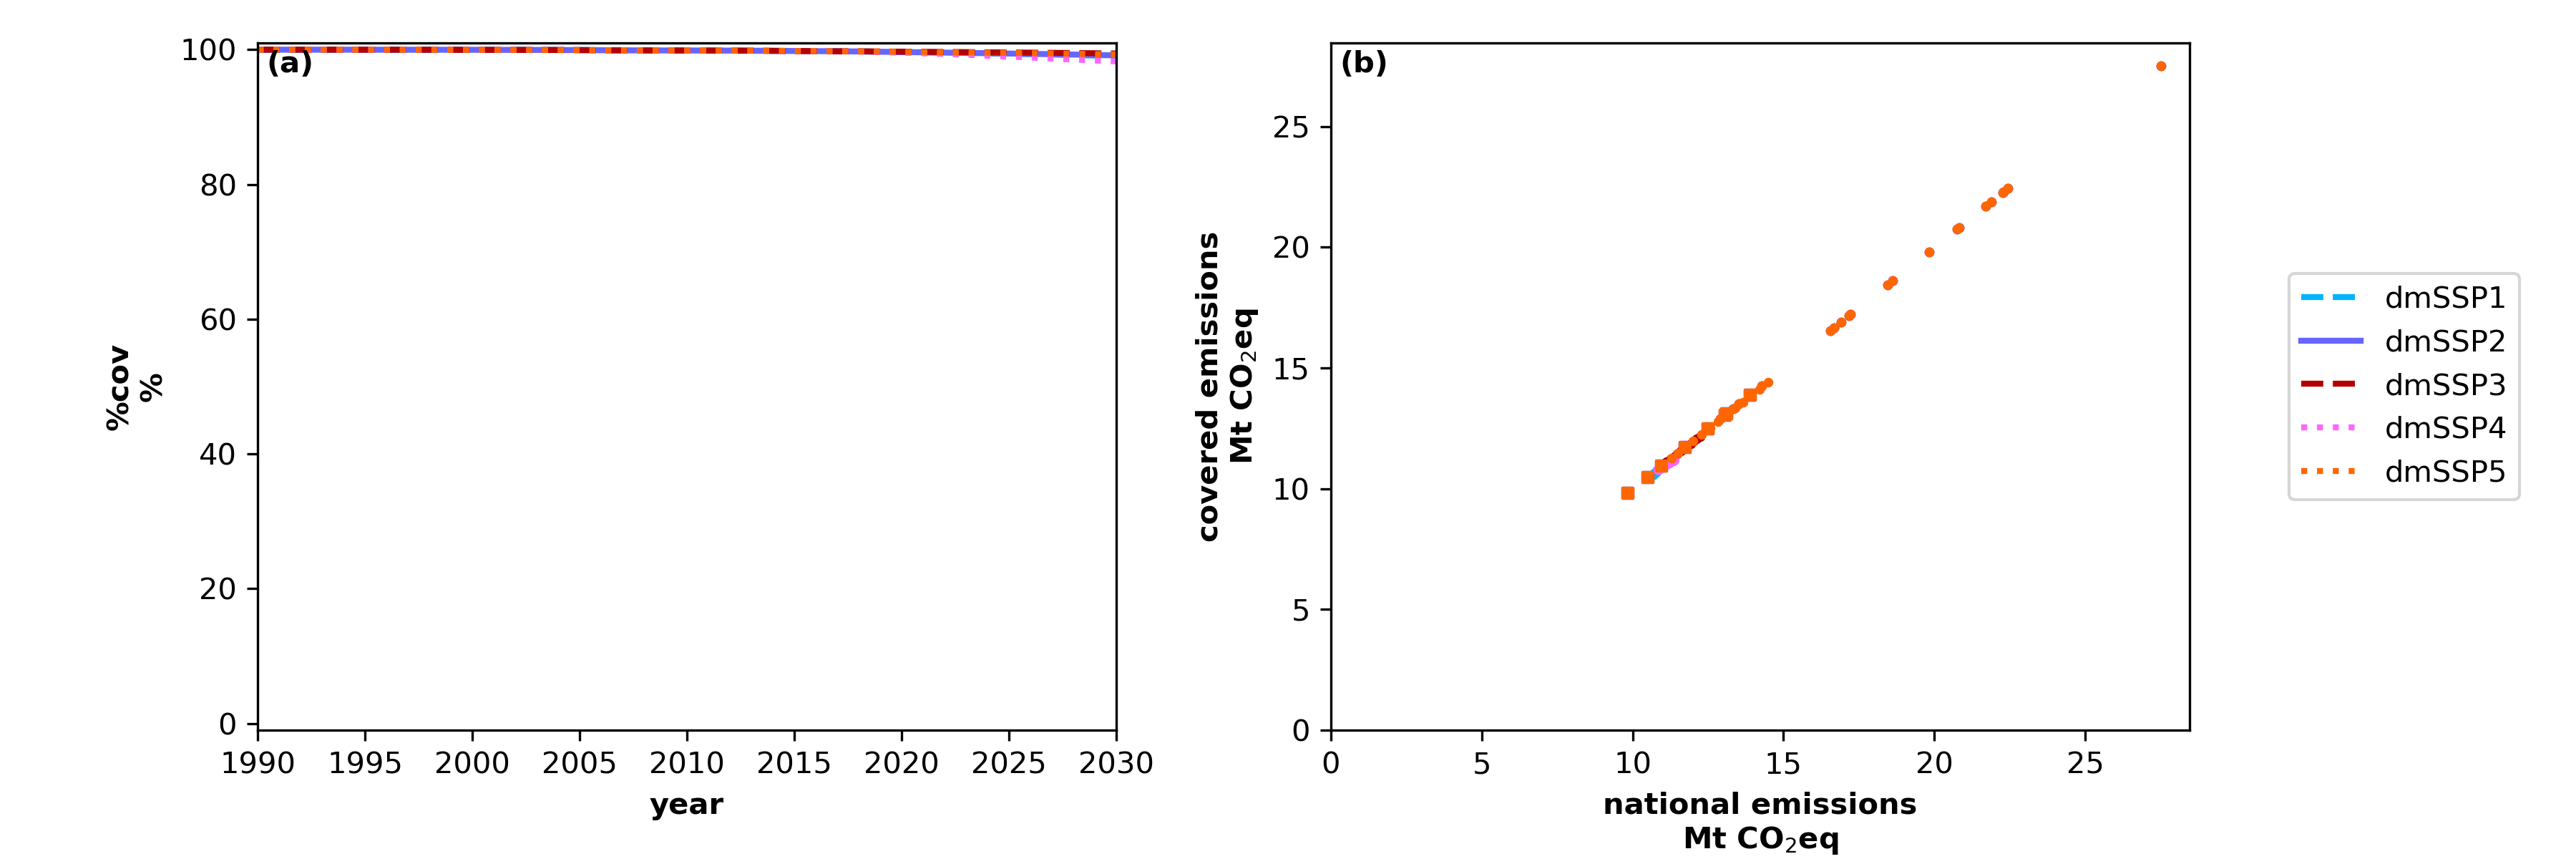 (a)
100
80
60
40
20
0
%cov
%
1990 1995 2000 2005 2010 2015 2020 2025 2030
year
(b)
25
20
15
10
5
0
covered emissions
Mt CO₂eq
0 5 10 15 20 25
national emissions
Mt CO₂eq
dmSSP1
dmSSP2
dmSSP3
dmSSP4
dmSSP5